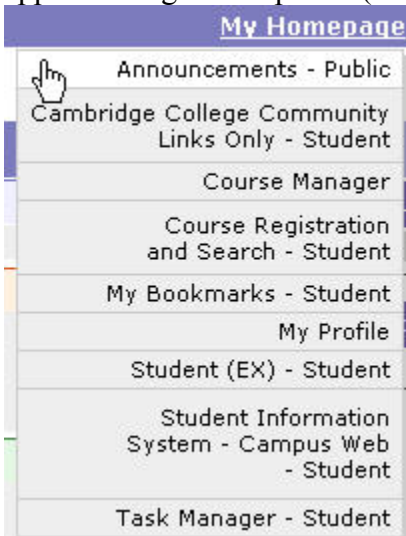 My Homepage
Announcements - Public
Cambridge College Community
Links Only - Student
Course Manager
Course Registration
and Search - Student
My Bookmarks - Student
My Profile
Student (EX) - Student
Student Information
System - Campus Web
- Student
Task Manager - Student